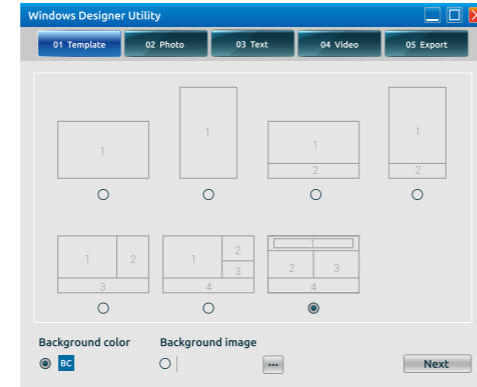 Windows Designer Utility
01 Template 02 Photo 03 Text 04 Video 05 Export
1 1 1 1
2 2
1 2 1 2 1
3 2 3
3 4 4
Background color Background image
BC ... Next